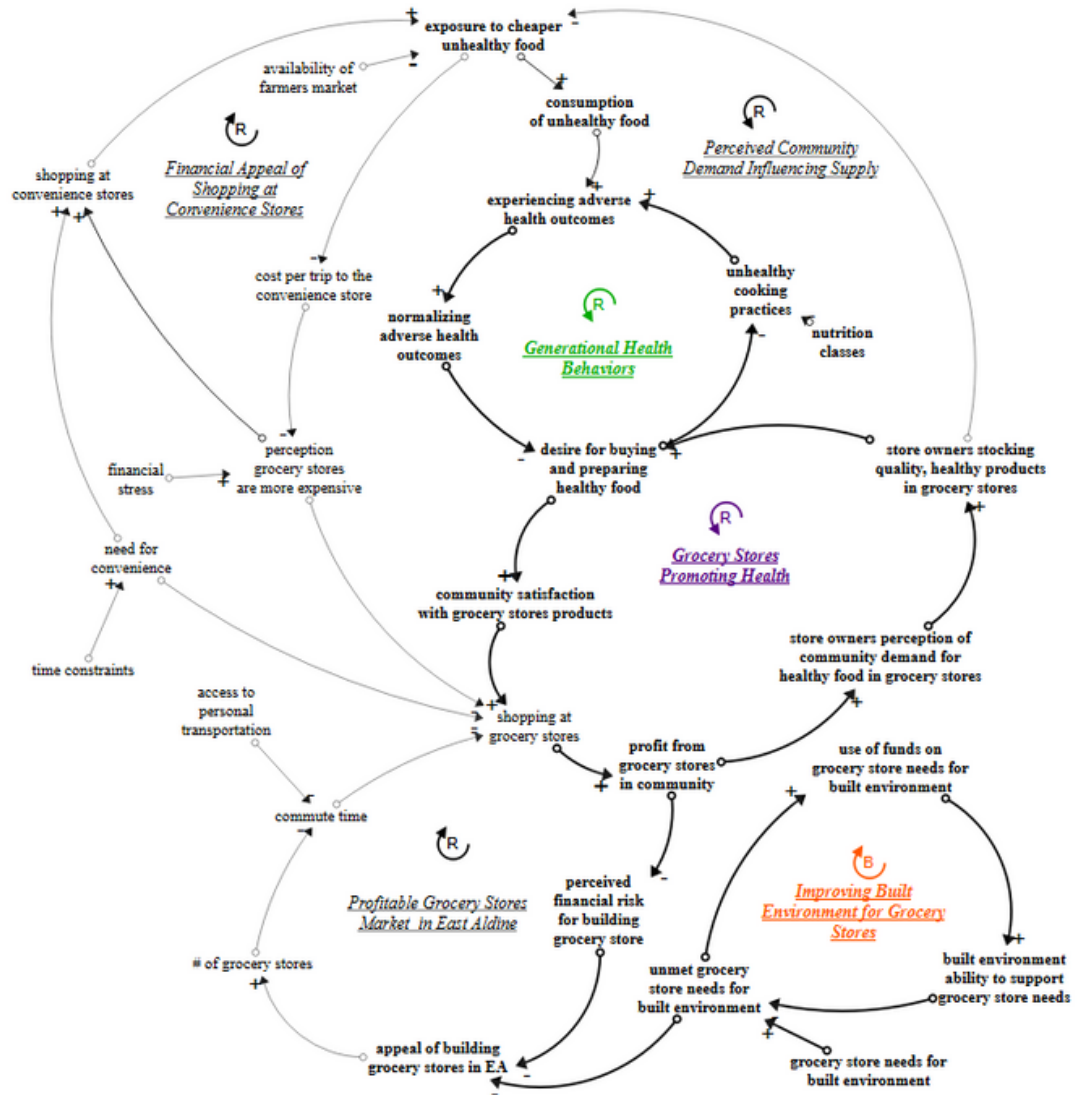 exposure to cheaper
unhealthy food
availability of
farmers market
consumption
of unhealthy food
R
Financial Appeal of
Shopping at
Convenience Stores
R
Perceived Community
Demand Influencing Supply
shopping at
convenience stores
experiencing adverse
health outcomes
cost per trip to the
convenience store
unhealthy
cooking
practices
normalizing
adverse health
outcomes
R
Generational Health
Behaviors
nutrition
classes
perception
grocery stores
are more expensive
financial
stress
desire for buying
and preparing
healthy food
store owners stocking
quality, healthy products
in grocery stores
need for
convenience
R
Grocery Stores
Promoting Health
community satisfaction
with grocery stores products
time constraints
store owners perception of
community demand for
healthy food in grocery stores
access to
personal
transportation
shopping at
grocery stores
profit from
grocery stores
in community
use of funds on
grocery store needs for
built environment
commute time
R
Profitable Grocery Stores
Market in East Aldine
perceived
financial risk
for building
grocery store
B
Improving Built
Environment for Grocery
Stores
# of grocery stores
unmet grocery
store needs for
built environment
built environment
ability to support
grocery store needs
appeal of building
grocery stores in EA
grocery store needs for
built environment